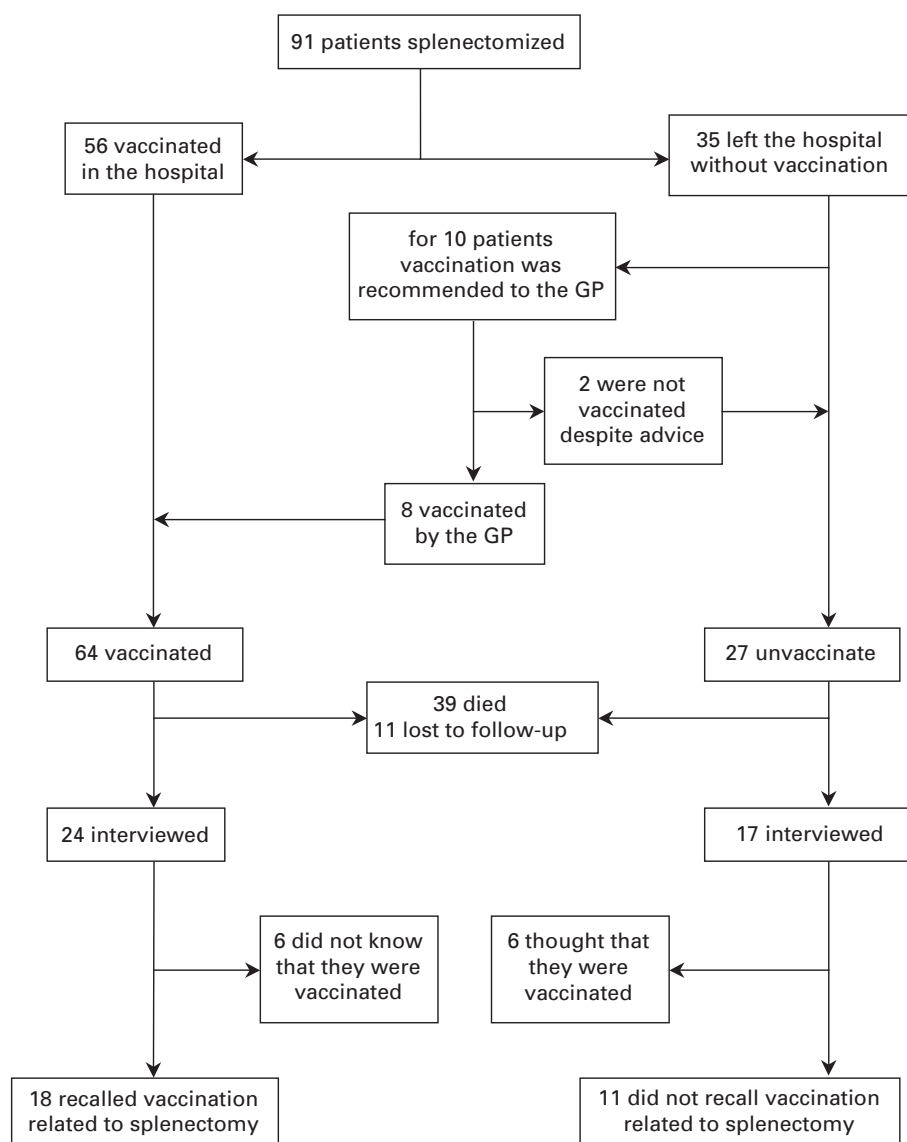 91 patients splenectomized
56 vaccinated
in the hospital
35 left the hospital
without vaccination
for 10 patients
vaccination was
recommended to the GP
2 were not
vaccinated
despite advice
8 vaccinated
by the GP
64 vaccinated
27 unvaccinate
39 died
11 lost to follow-up
24 interviewed
17 interviewed
6 did not know
that they were
vaccinated
6 thought that
they were
vaccinated
18 recalled vaccination
related to splenectomy
11 did not recall vaccination
related to splenectomy